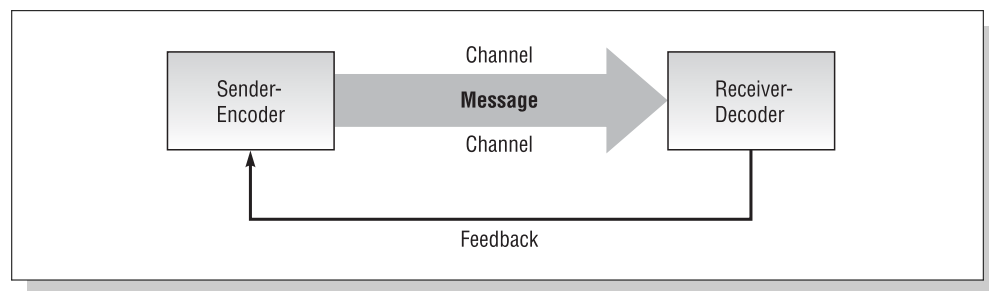 Channel
Sender-
Encoder
Message
Receiver-
Decoder
Channel
Feedback